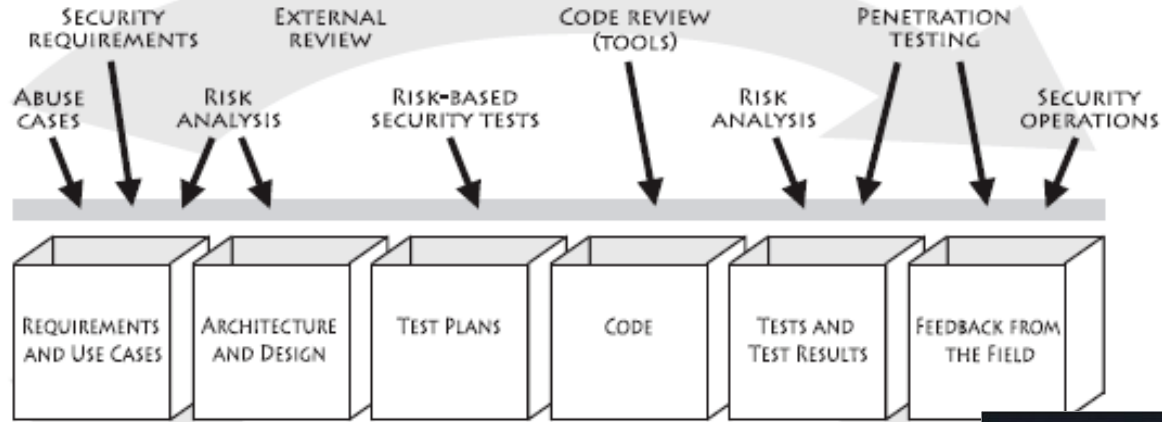 SECURITY
REQUIREMENTS
EXTERNAL
REVIEW
CODE REVIEW
(TOOLS)
PENETRATION
TESTING
ABUSE
CASES
RISK
ANALYSIS
RISK-BASED
SECURITY TESTS
RISK
ANALYSIS
SECURITY
OPERATIONS
REQUIREMENTS
AND USE CASES
ARCHITECTURE
AND DESIGN
TEST PLANS
CODE
TESTS AND
TEST RESULTS
FEEDBACK FROM
THE FIELD